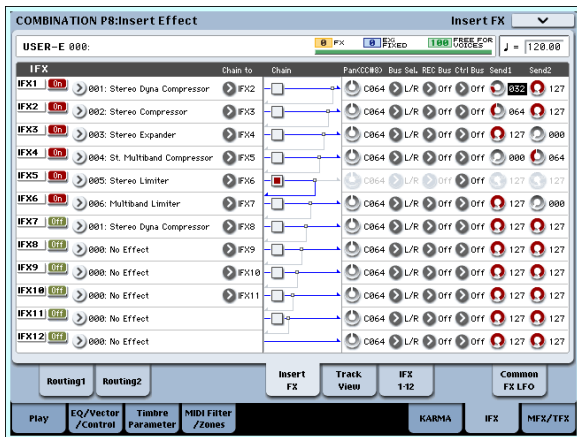 COMBINATION P8:Insert Effect Insert FX
USER-E 000: 0 FX 0 EXG FIXED 100 FREE FOR VOICES ♩ = 120.00
IFX Chain to Chain Pan(CC#8) Bus Sel. REC Bus Ctrl Bus Send1 Send2
IFX1 On 001: Stereo Dyna Compressor IFX2 C064 L/R Off Off 032 127
IFX2 On 002: Stereo Compressor IFX3 C064 L/R Off Off 064 127
IFX3 On 003: Stereo Expander IFX4 C064 L/R Off Off 127 000
IFX4 On 004: St. Multiband Compressor IFX5 C064 L/R Off Off 000 064
IFX5 On 005: Stereo Limiter IFX6 C064 L/R Off Off 127 127
IFX6 On 006: Multiband Limiter IFX7 C064 L/R Off Off 127 000
IFX7 Off 001: Stereo Dyna Compressor IFX8 C064 L/R Off Off 127 127
IFX8 Off 000: No Effect IFX9 C064 L/R Off Off 127 127
IFX9 Off 000: No Effect IFX10 C064 L/R Off Off 127 127
IFX10 Off 000: No Effect IFX11 C064 L/R Off Off 127 127
IFX11 Off 000: No Effect C064 L/R Off Off 127 127
IFX12 Off 000: No Effect C064 L/R Off Off 127 127
Routing1 Routing2 Insert FX Track View IFX 1-12 Common FX LFO
Play EQ/Vector /Control Timbre Parameter MIDI Filter /Zones KARMA IFX MFX/TFX